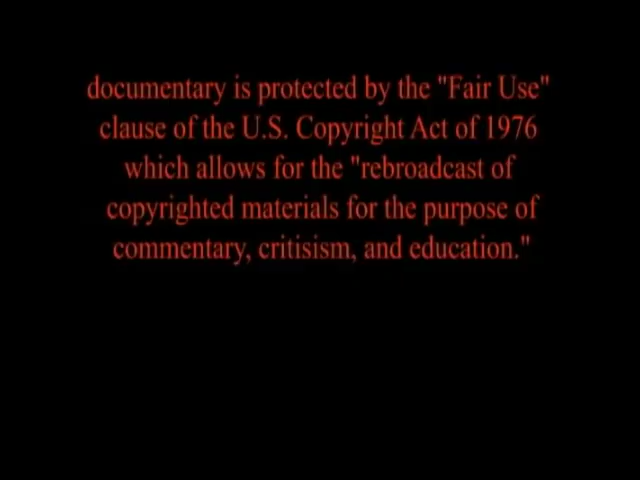 documentary is protected by the "Fair Use"
clause of the U.S. Copyright Act of 1976
which allows for the "rebroadcast of
copyrighted materials for the purpose of
commentary, critisism, and education."